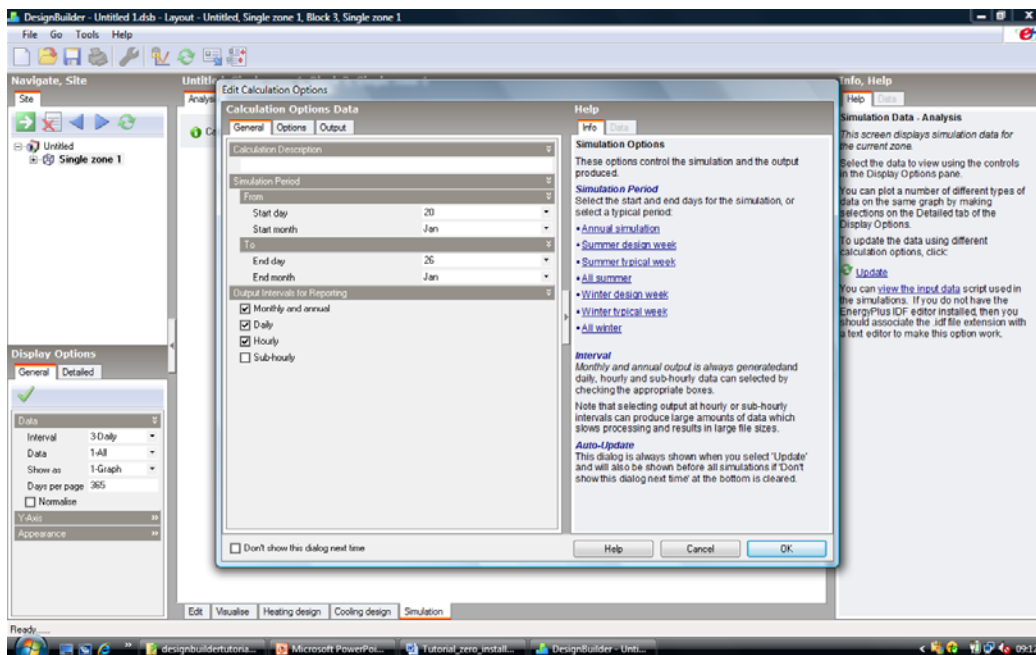 DesignBuilder - Untitled 1.dsb - Layout - Untitled, Single zone 1, Block 3, Single zone 1
File Go Tools Help
Navigate, Site
Site
Untitled
Single zone 1
Display Options
General Detailed
Data
Interval 3-Daily
Data 1-All
Show as 1-Graph
Days per page 365
Normalise
Y-Axis
Appearance
Edit Calculation Options
Calculation Options Data
General Options Output
Calculation Description
Simulation Period
From
Start day 20
Start month Jan
To
End day 26
End month Jan
Output Intervals for Reporting
Monthly and annual
Daily
Hourly
Sub-hourly
Don't show this dialog next time
Help
Info Data
Simulation Options
These options control the simulation and the output
produced.
Simulation Period
Select the start and end days for the simulation, or
select a typical period:
•Annual simulation
•Summer design week
•Summer typical week
•All summer
•Winter design week
•Winter typical week
•All winter
Interval
Monthly and annual output is always generatedand
daily, hourly and sub-hourly data can selected by
checking the appropriate boxes.
Note that selecting output at hourly or sub-hourly
intervals can produce large amounts of data which
slows processing and results in large file sizes.
Auto-Update
This dialog is always shown when you select 'Update'
and will also be shown before all simulations if 'Don't
show this dialog next time' at the bottom is cleared.
Help Cancel OK
Info, Help
Help Data
Simulation Data - Analysis
This screen displays simulation data for
the current zone.
Select the data to view using the controls
in the Display Options pane.
You can plot a number of different types of
data on the same graph by making
selections on the Detailed tab of the
Display Options.
To update the data using different
calculation options, click:
Update
You can view the input data script used in
the simulations. If you do not have the
EnergyPlus IDF editor installed, then you
should associate the .idf file extension with
a text editor to make this option work.
Edit Visualise Heating design Cooling design Simulation
Ready
designbuildertutoria... Microsoft PowerPoi... Tutorial_zero_install... DesignBuilder - Unti...